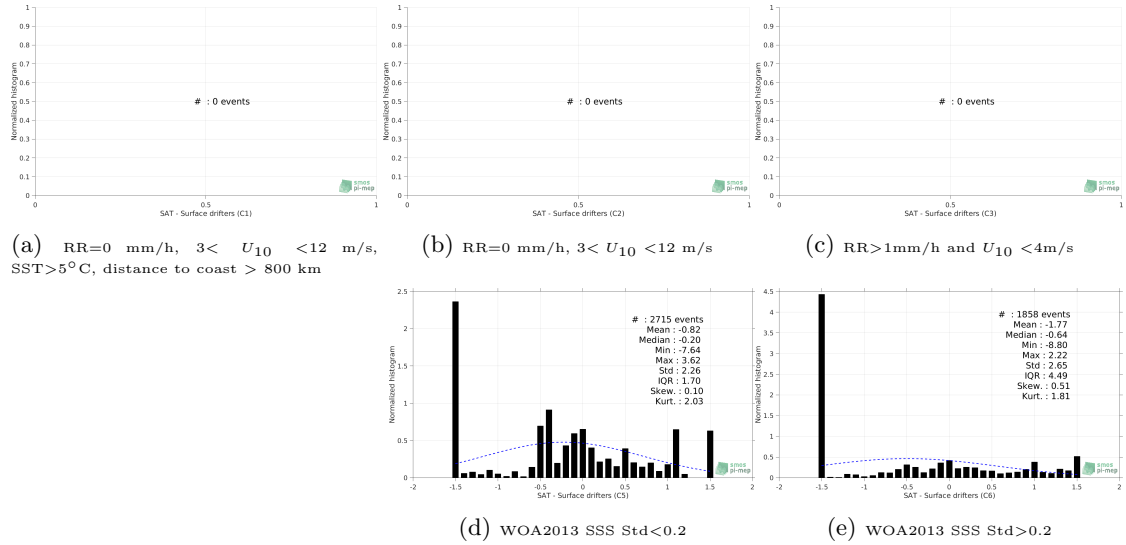 1
0.9
0.8
0.7
0.6
0.5
0.4
0.3
0.2
0.1
0
Normalized histogram
# : 0 events
smos
pi-mep
0 0.5 1
SAT - Surface drifters (C1)
(a) RR=0 mm/h, 3< U10 <12 m/s,
SST>5°C, distance to coast > 800 km
1
0.9
0.8
0.7
0.6
0.5
0.4
0.3
0.2
0.1
0
Normalized histogram
# : 0 events
smos
pi-mep
0 0.5 1
SAT - Surface drifters (C2)
(b) RR=0 mm/h, 3< U10 <12 m/s
1
0.9
0.8
0.7
0.6
0.5
0.4
0.3
0.2
0.1
0
Normalized histogram
# : 0 events
smos
pi-mep
0 0.5 1
SAT - Surface drifters (C3)
(c) RR>1mm/h and U10 <4m/s
2.5
2
1.5
1
0.5
0
Normalized histogram
# : 2715 events
Mean : -0.82
Median : -0.20
Min : -7.64
Max : 3.62
Std : 2.26
IQR : 1.70
Skew. : 0.10
Kurt. : 2.03
smos
pi-mep
-2 -1.5 -1 -0.5 0 0.5 1 1.5 2
SAT - Surface drifters (C5)
(d) WOA2013 SSS Std<0.2
4.5
4
3.5
3
2.5
2
1.5
1
0.5
0
Normalized histogram
# : 1858 events
Mean : -1.77
Median : -0.64
Min : -8.80
Max : 2.22
Std : 2.65
IQR : 4.49
Skew. : 0.51
Kurt. : 1.81
smos
pi-mep
-2 -1.5 -1 -0.5 0 0.5 1 1.5 2
SAT - Surface drifters (C6)
(e) WOA2013 SSS Std>0.2